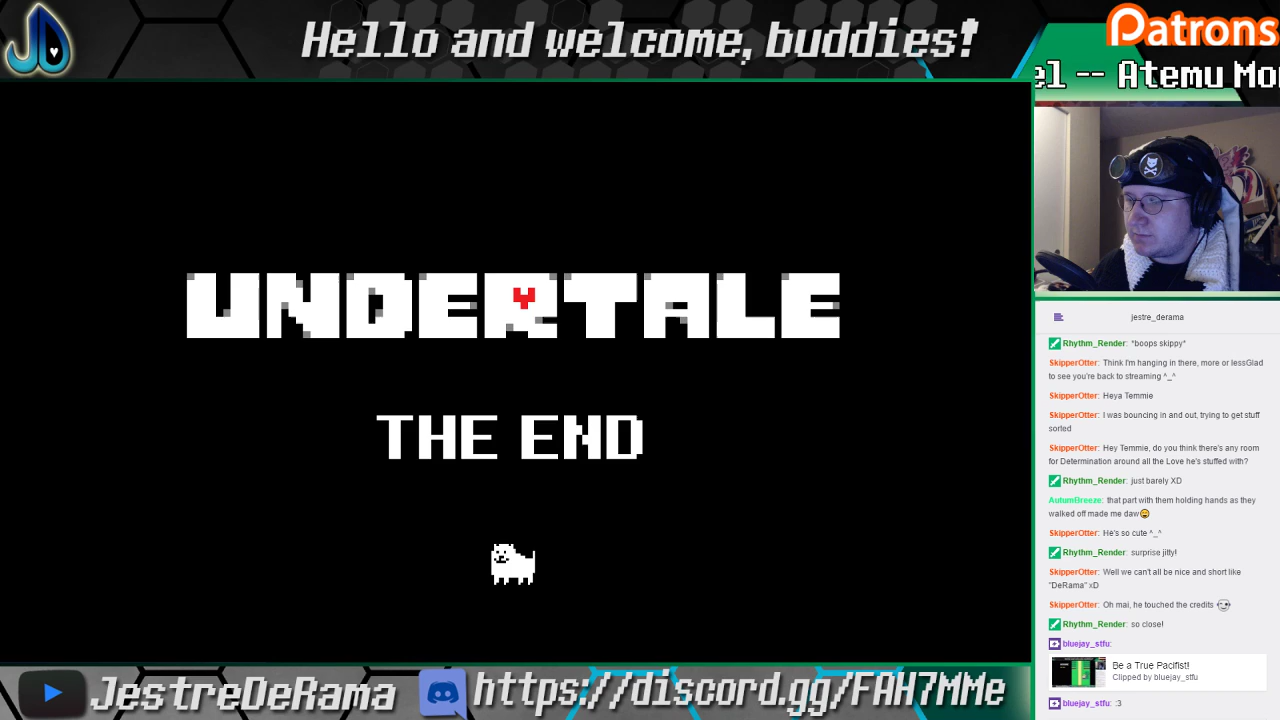 Hello and welcome, buddies!
Patrons
el -- Atemu Mo
UNDERTALE
THE END
jestre_derama
Rhythm_Render: *boops skippy*
SkipperOtter: Think I'm hanging in there, more or lessGlad
to see you're back to streaming ^_^
SkipperOtter: Heya Temmie
SkipperOtter: I was bouncing in and out, trying to get stuff
sorted
SkipperOtter: Hey Temmie, do you think there's any room
for Determination around all the Love he's stuffed with?
Rhythm_Render: just barely XD
AutumBreeze: that part with them holding hands as they
walked off made me daw
SkipperOtter: He's so cute ^_^
Rhythm_Render: surprise jitty!
SkipperOtter: Well we can't all be nice and short like
"DeRama" xD
SkipperOtter: Oh mai, he touched the credits
Rhythm_Render: so close!
bluejay_stfu:
Be a True Pacifist!
Clipped by bluejay_stfu
bluejay_stfu: :3
JestreDeRama
https://discord.gg/FAH7MMe